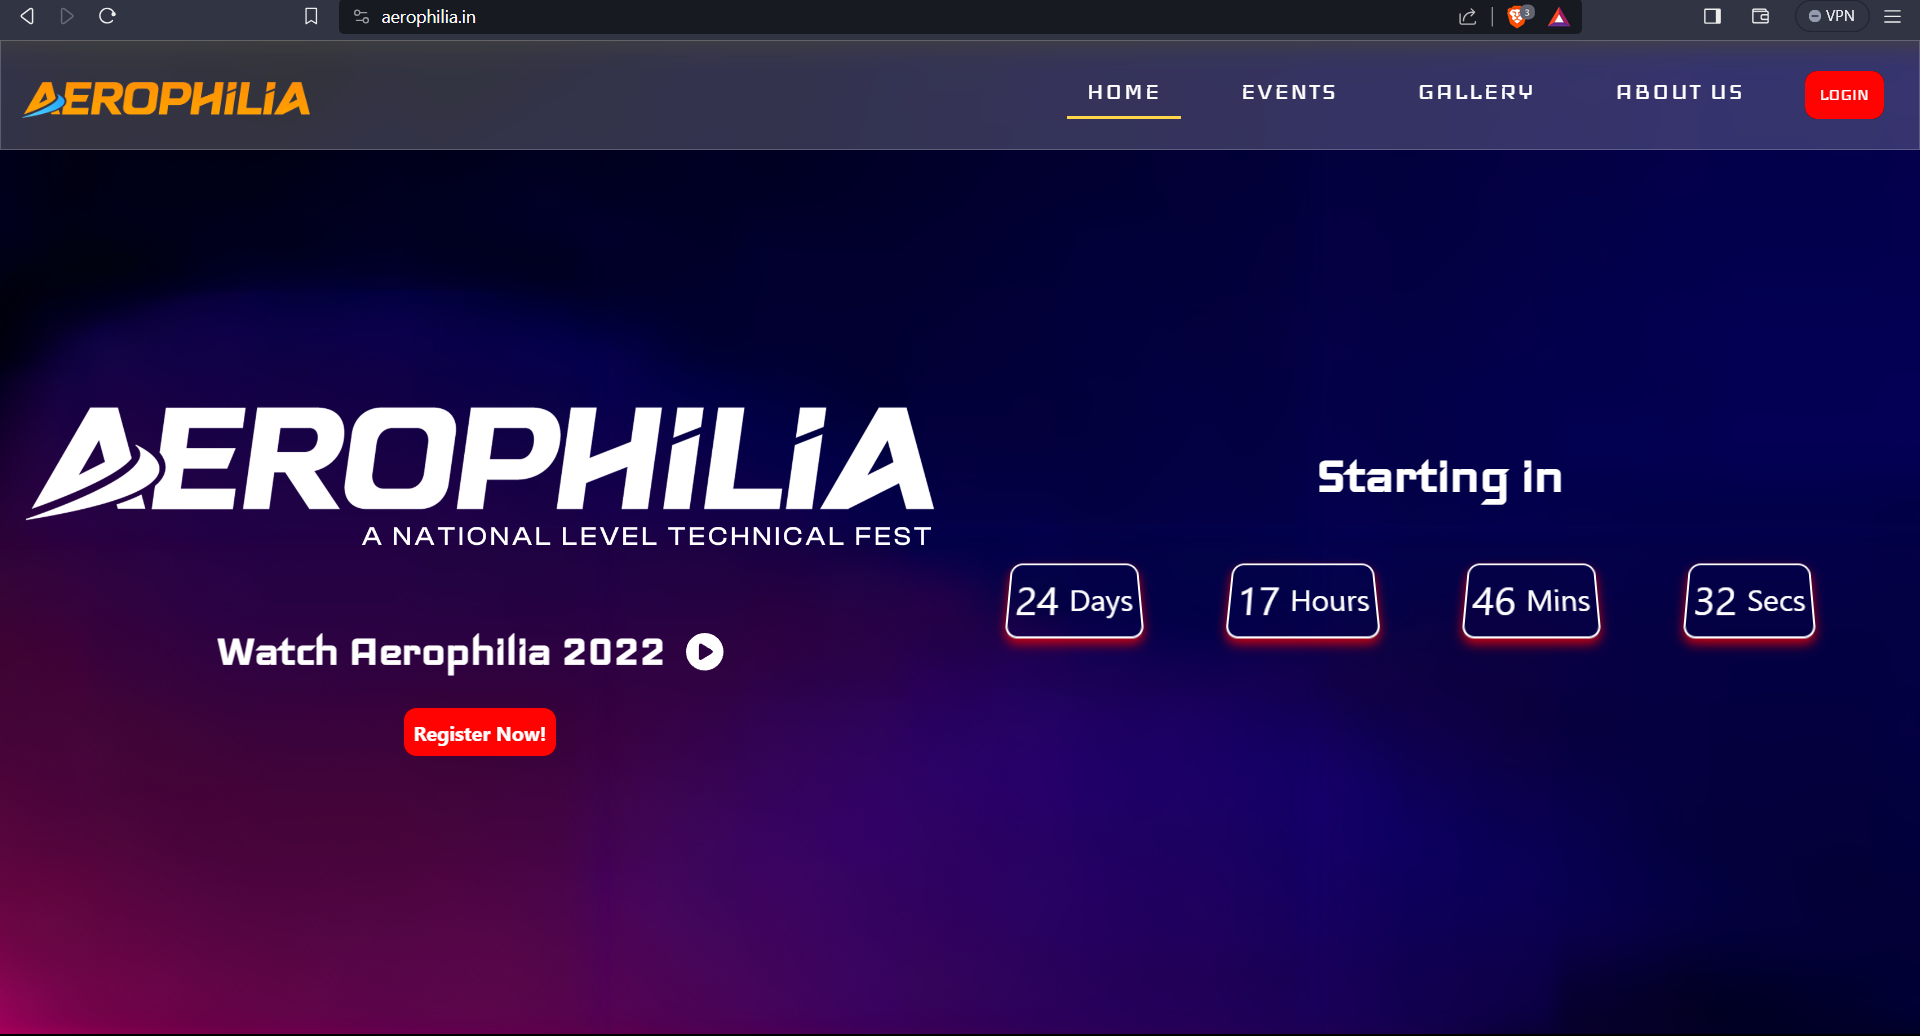 aerophilia.in
3
VPN
AEROPHILIA
HOME
EVENTS
GALLERY
ABOUT US
LOGIN
AEROPHILIA
A NATIONAL LEVEL TECHNICAL FEST
Watch Aerophilia 2022
Register Now!
Starting in
24 Days
17 Hours
46 Mins
32 Secs